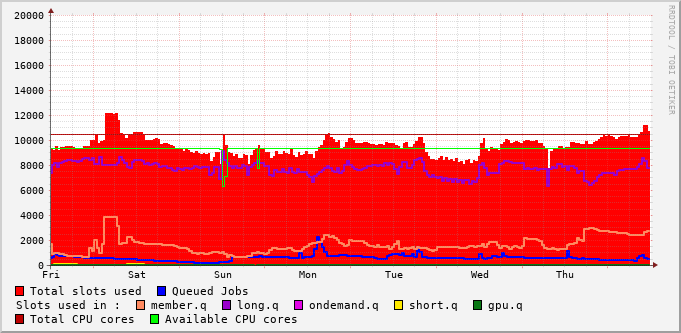 RRDTOOL / TOBI OETIKER
20000
18000
16000
14000
12000
10000
8000
6000
4000
2000
0
Fri Sat Sun Mon Tue Wed Thu
Total slots used Queued Jobs
Slots used in : member.q long.q ondemand.q short.q gpu.q
Total CPU cores Available CPU cores